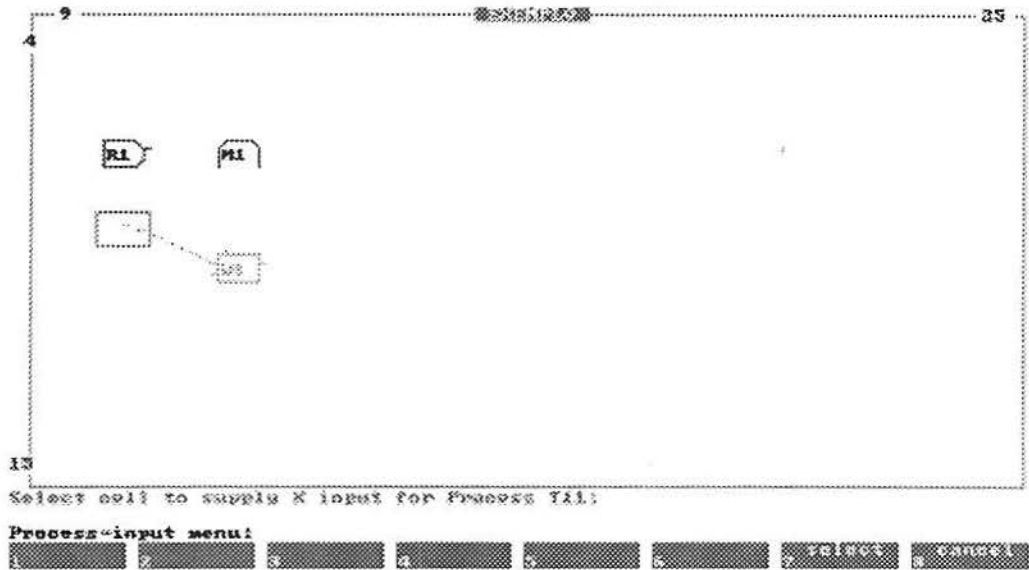 9 25
4
R1 M1
13
Select cell to supply X input for Process T11:
Process-input menu:
1 2 3 4 5 6 7 select 8 cancel